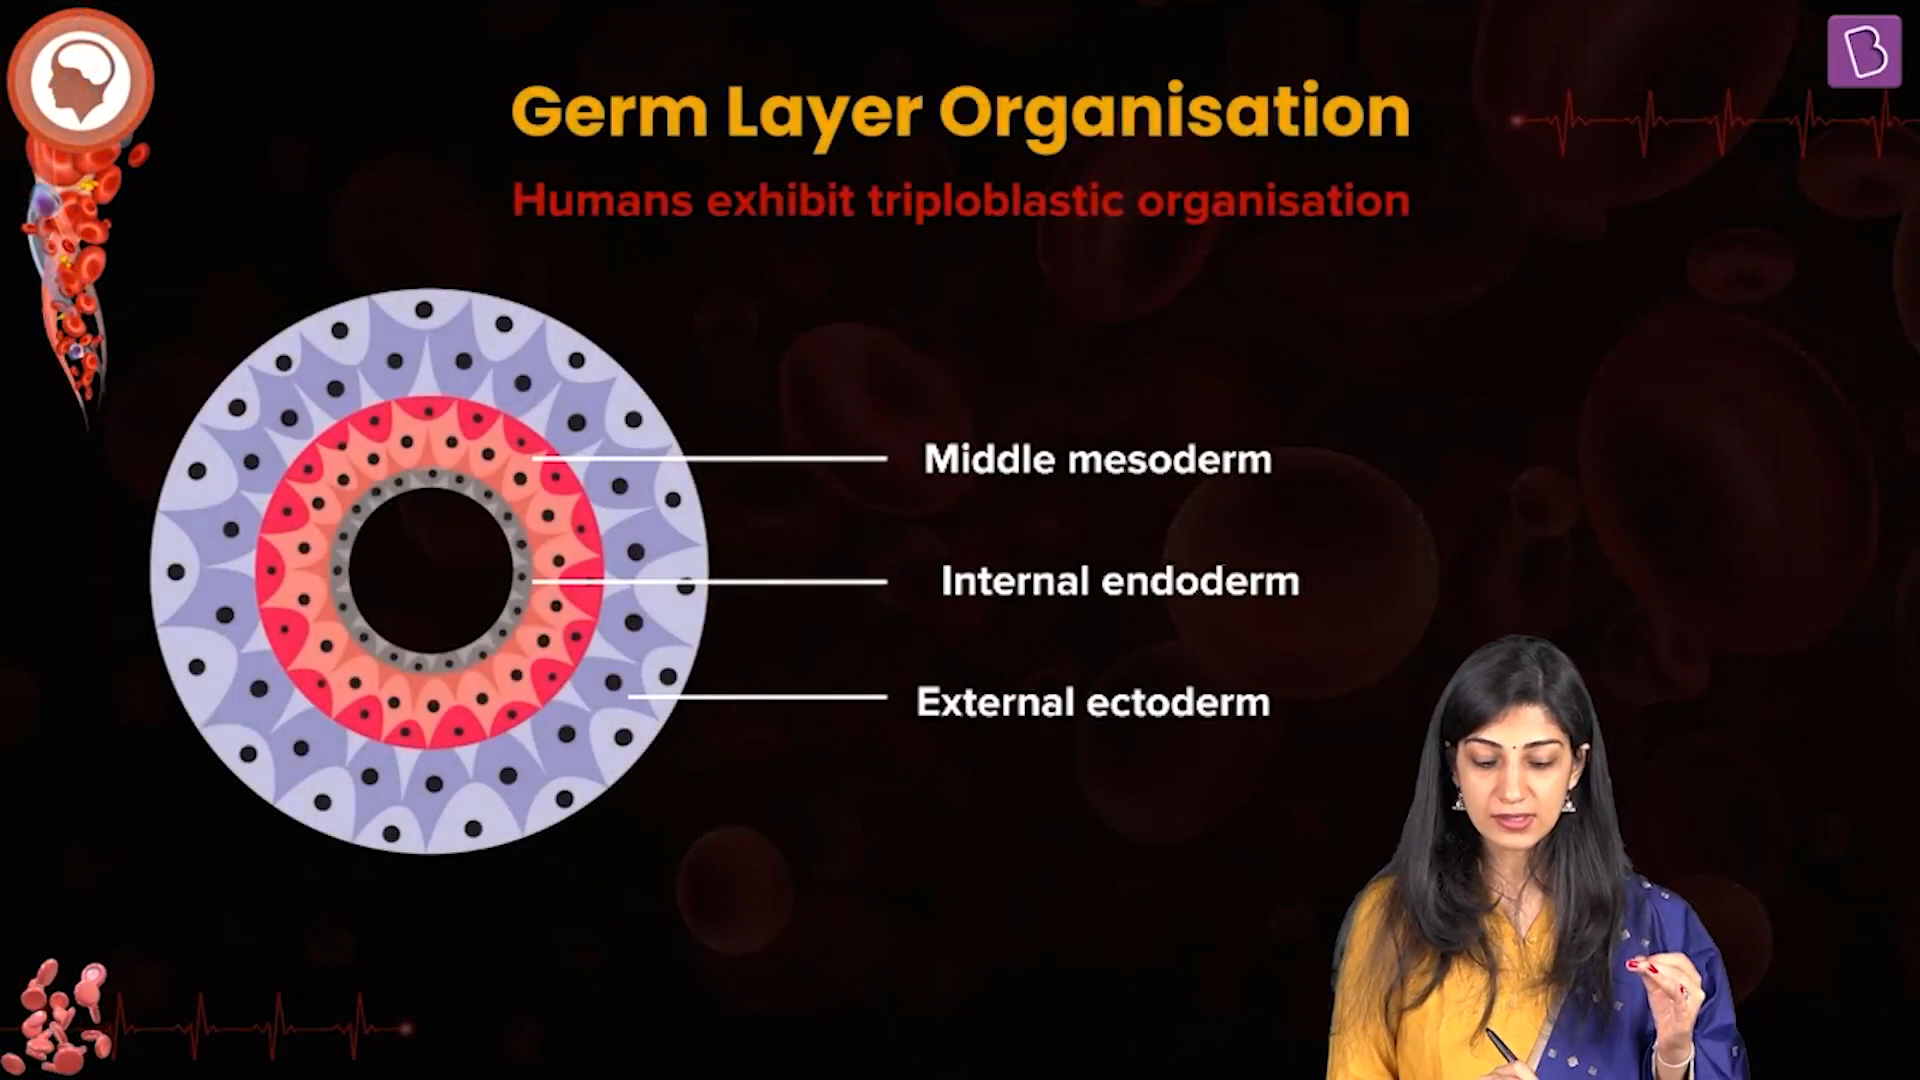 B
Germ Layer Organisation
Humans exhibit triploblastic organisation
Middle mesoderm
Internal endoderm
External ectoderm